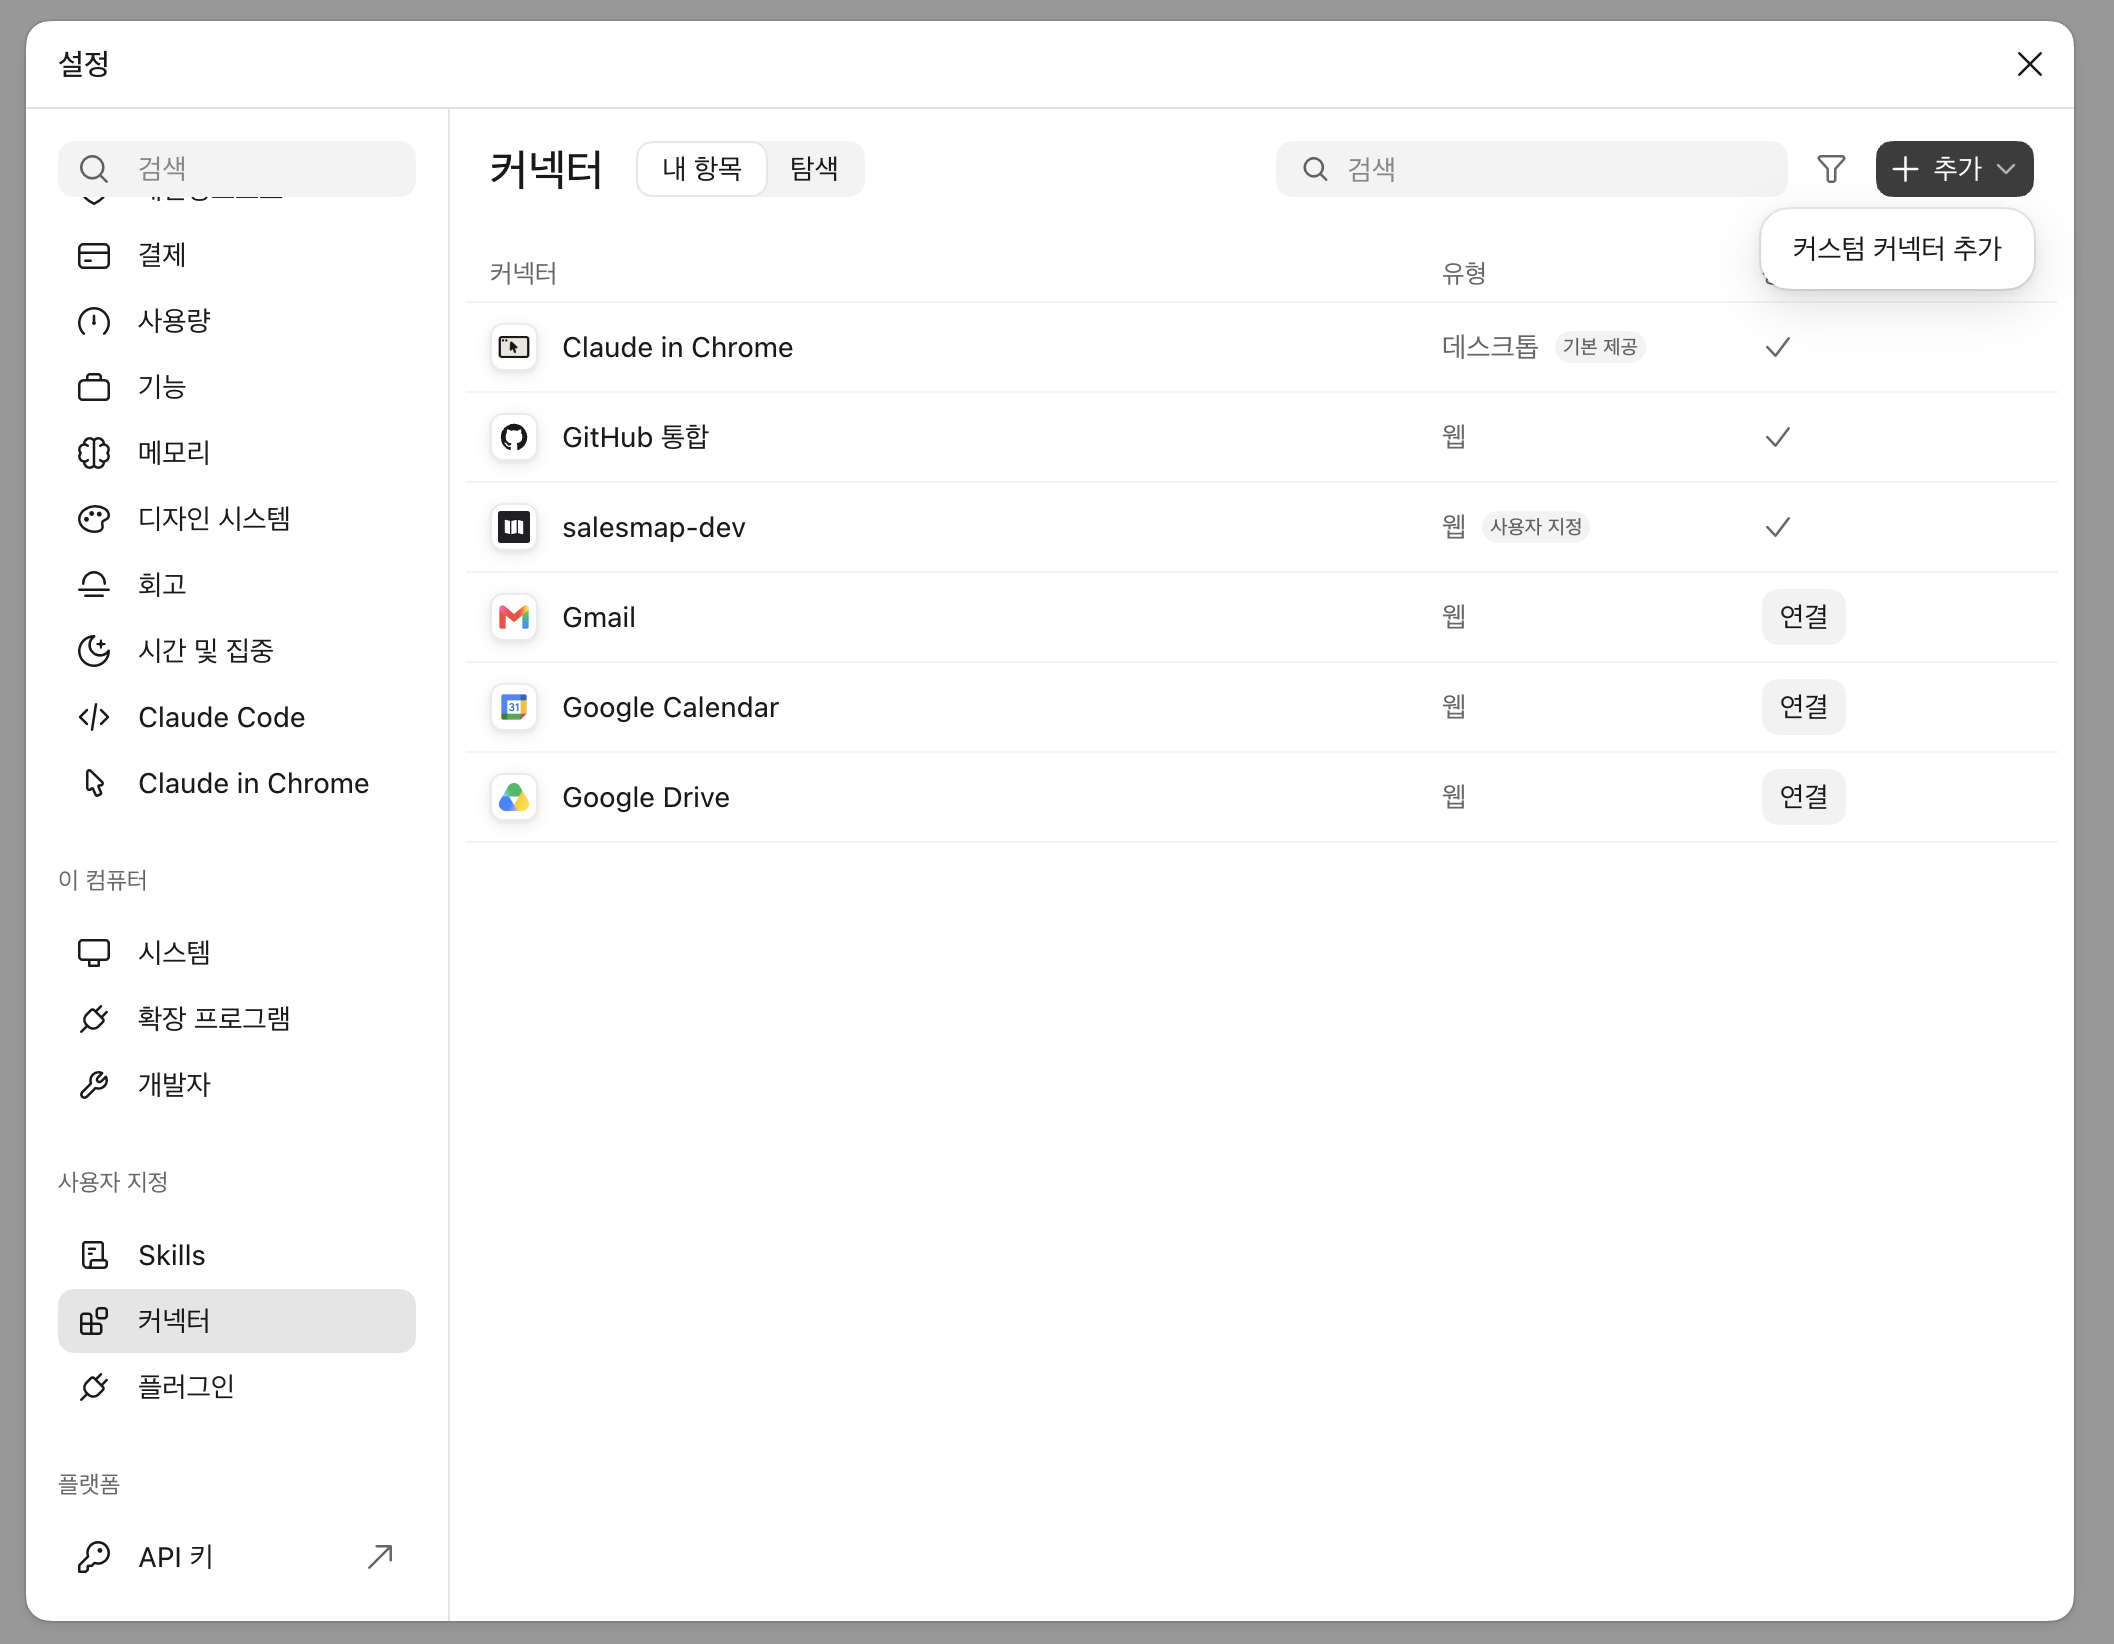 설정
검색
결제
사용량
기능
메모리
디자인 시스템
회고
시간 및 집중
Claude Code
Claude in Chrome
이 컴퓨터
시스템
확장 프로그램
개발자
사용자 지정
Skills
커넥터
플러그인
플랫폼
API 키
커넥터 내 항목 탐색 검색 추가
커스텀 커넥터 추가
커넥터 유형
Claude in Chrome 데스크톱 기본 제공
GitHub 통합 웹
salesmap-dev 웹 사용자 지정
Gmail 웹 연결
31 Google Calendar 웹 연결
Google Drive 웹 연결